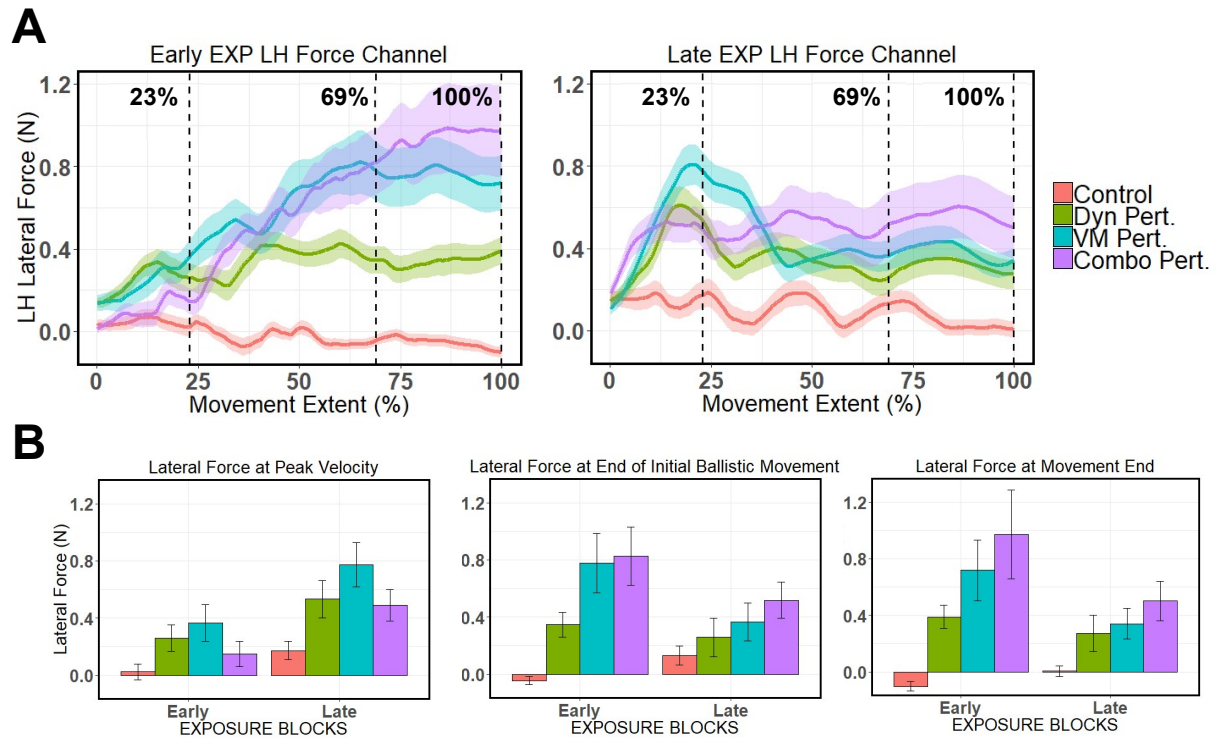 A
Early EXP LH Force Channel
Late EXP LH Force Channel
LH Lateral Force (N)
1.2
0.8
0.4
0.0
23%
69%
100%
0
25
50
75
100
Movement Extent (%)
1.2
0.8
0.4
0.0
23%
69%
100%
0
25
50
75
100
Movement Extent (%)
Control
Dyn Pert.
VM Pert.
Combo Pert.
B
Lateral Force at Peak Velocity
Lateral Force at End of Initial Ballistic Movement
Lateral Force at Movement End
Lateral Force (N)
1.2
0.8
0.4
0.0
Early
Late
EXPOSURE BLOCKS
1.2
0.8
0.4
0.0
Early
Late
EXPOSURE BLOCKS
1.2
0.8
0.4
0.0
Early
Late
EXPOSURE BLOCKS